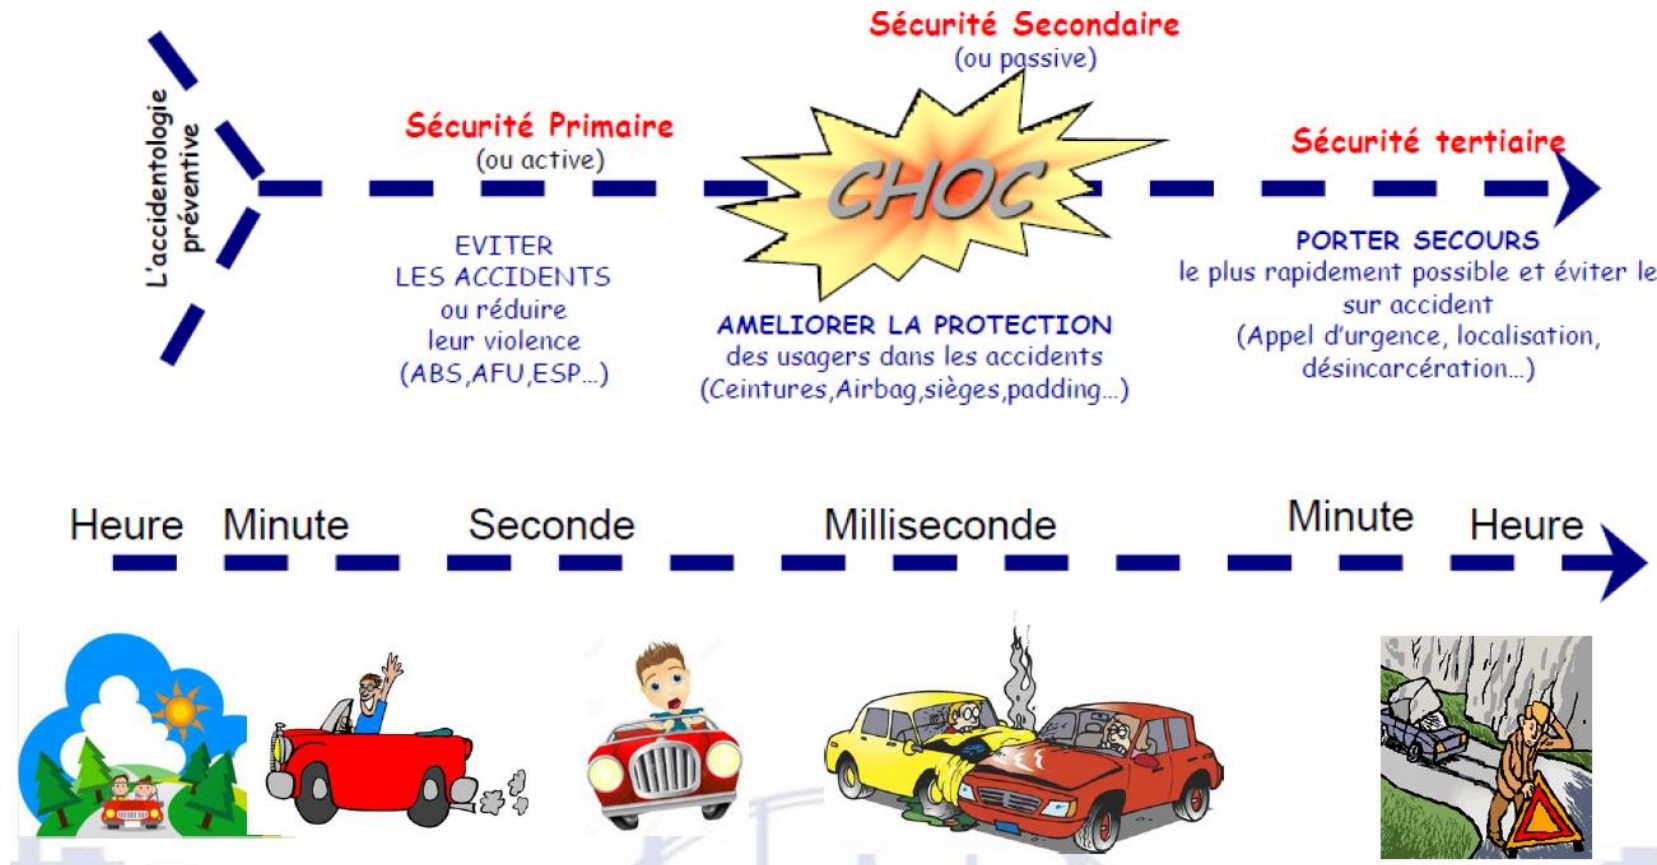 L'accidentologie
préventive
Sécurité Primaire
(ou active)
EVITER
LES ACCIDENTS
ou réduire
leur violence
(ABS,AFU,ESP...)
Sécurité Secondaire
(ou passive)
CHOC
AMELIORER LA PROTECTION
des usagers dans les accidents
(Ceintures,Airbag,sièges,padding...)
Sécurité tertiaire
PORTER SECOURS
le plus rapidement possible et éviter le
sur accident
(Appel d'urgence, localisation,
désincarcération...)
Heure Minute Seconde Milliseconde Minute Heure